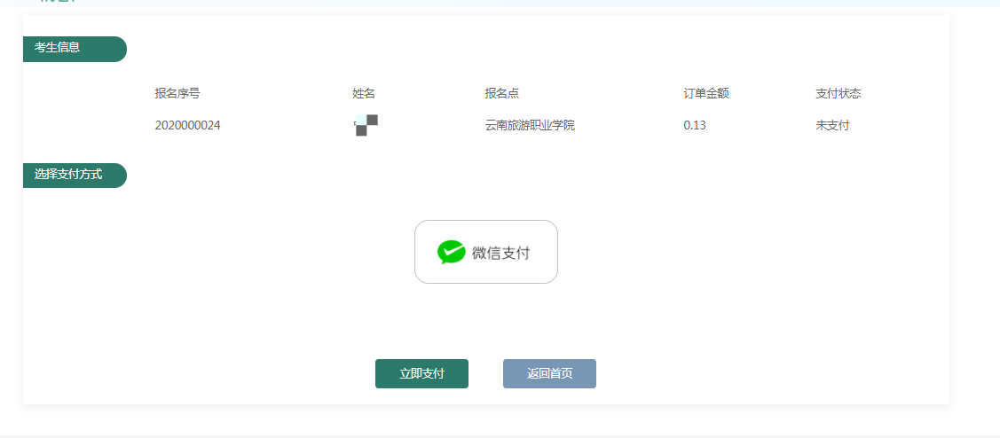 考生信息
报名序号 姓名 报名点 订单金额 支付状态
2020000024 云南旅游职业学院 0.13 未支付
选择支付方式
微信支付
立即支付 返回首页